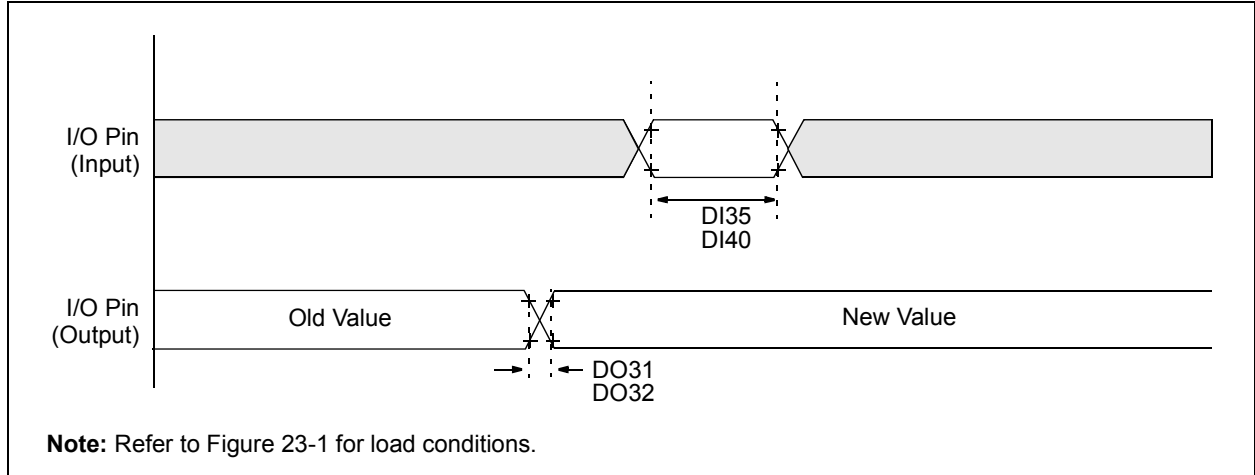 I/O Pin
(Input)
DI35
DI40
I/O Pin
(Output)
Old Value
New Value
DO31
DO32
Note: Refer to Figure 23-1 for load conditions.